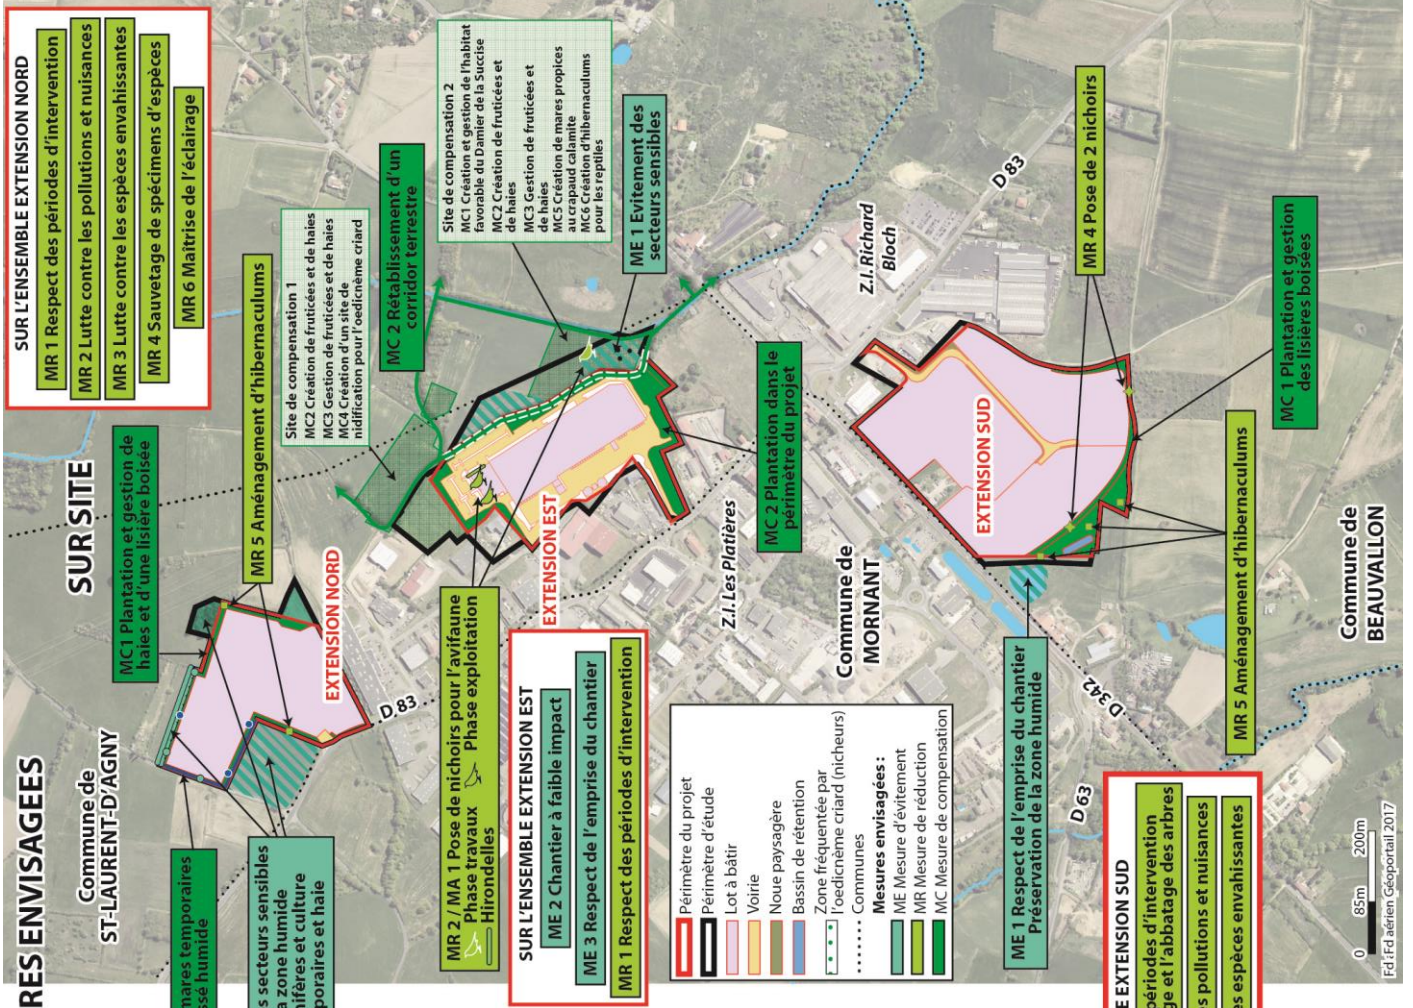 RES ENVISAGEES
SUR SITE
Commune de
ST-LAURENT-D'AGNY
mares temporaires
ssé humide
s secteurs sensibles
a zone humide
nifères et culture
poraires et haie
MC 1 Plantation et gestion de
haies et d'une lisière boisée
MR 5 Aménagement d'hibernaculums
EXTENSION NORD
D 83
SUR L'ENSEMBLE EXTENSION NORD
MR 1 Respect des périodes d'intervention
MR 2 Lutte contre les pollutions et nuisances
MR 3 Lutte contre les espèces envahissantes
MR 4 Sauvetage de spécimens d'espèces
MR 6 Maîtrise de l'éclairage
Site de compensation 1
MC2 Création de fruticées et de haies
MC3 Gestion de fruticées et de haies
MC4 Création d'un site de
nidification pour l'oedicnème criard
MC 2 Rétablissement d'un
corridor terrestre
Site de compensation 2
MC1 Création et gestion de l'habitat
favorable du Damier de la Succise
MC2 Création de fruticées et
de haies
MC3 Gestion de fruticées et
de haies
MC5 Création de mares propices
au crapaud calamite
MC6 Création d'hibernaculums
pour les reptiles
ME 1 Evitement des
secteurs sensibles
MR 2 / MA 1 Pose de nichoirs pour l'avifaune
Phase travaux Phase exploitation
Hirondelles
EXTENSION EST
SUR L'ENSEMBLE EXTENSION EST
ME 2 Chantier à faible impact
ME 3 Respect de l'emprise du chantier
MR 1 Respect des périodes d'intervention
Z.I. Les Platières
MC 2 Plantation dans le
périmètre du projet
Z.I. Richard
Bloch
D 83
Périmètre du projet
Périmètre d'étude
Lot à bâtir
Voirie
Noue paysagère
Bassin de rétention
Zone fréquentée par
l'oedicnème criard (nicheurs)
Communes
Mesures envisagées :
ME Mesure d'évitement
MR Mesure de réduction
MC Mesure de compensation
Commune de
MORNANT
EXTENSION SUD
MR 4 Pose de 2 nichoirs
MC 1 Plantation et gestion
des lisières boisées
ME 1 Respect de l'emprise du chantier
Préservation de la zone humide
D 342
D 63
MR 5 Aménagement d'hibernaculums
E EXTENSION SUD
périodes d'intervention
ge et l'abbatage des arbres
s pollutions et nuisances
es espèces envahissantes
Commune de
BEAUVALLON
0 85m 200m
Fd : Fd aérien Géoportail 2017